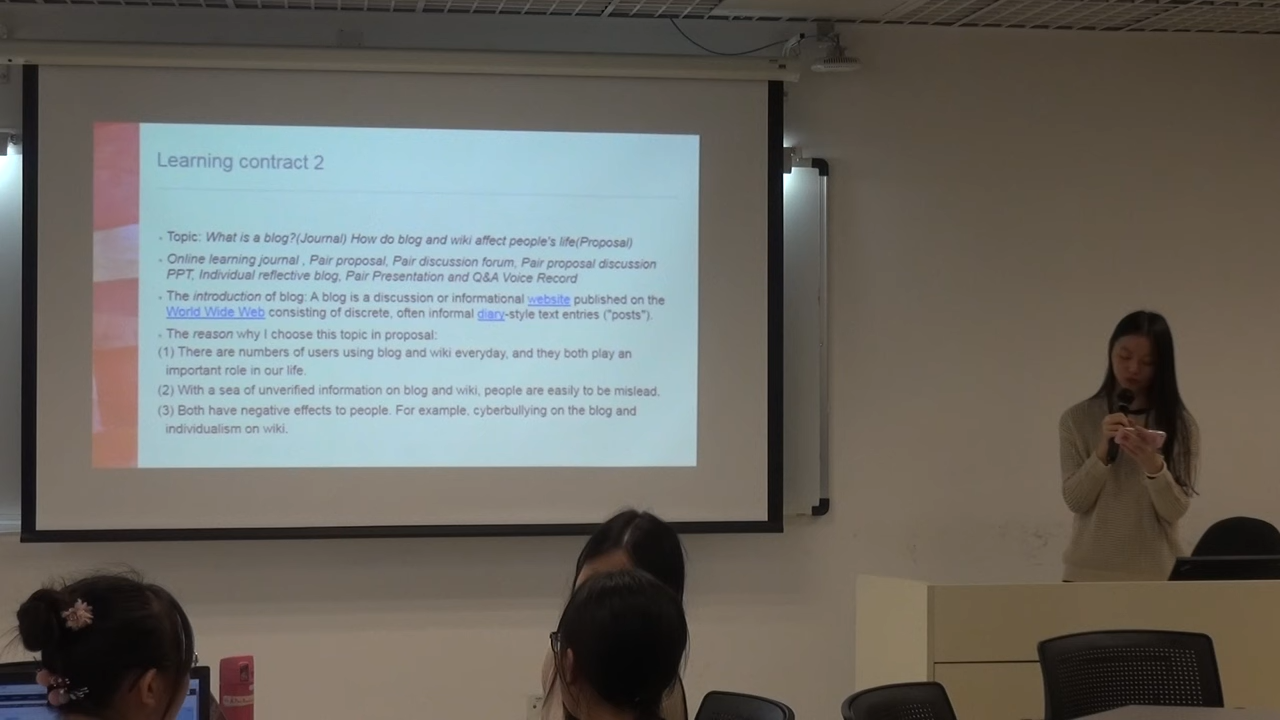 Learning contract 2
Topic: What is a blog?(Journal) How do blog and wiki affect people's life(Proposal)
Online learning journal , Pair proposal, Pair discussion forum, Pair proposal discussion
PPT, Individual reflective blog, Pair Presentation and Q&A Voice Record
The introduction of blog: A blog is a discussion or informational website published on the
World Wide Web consisting of discrete, often informal diary-style text entries ("posts").
The reason why I choose this topic in proposal:
(1) There are numbers of users using blog and wiki everyday, and they both play an
important role in our life.
(2) With a sea of unverified information on blog and wiki, people are easily to be mislead.
(3) Both have negative effects to people. For example, cyberbullying on the blog and
individualism on wiki.